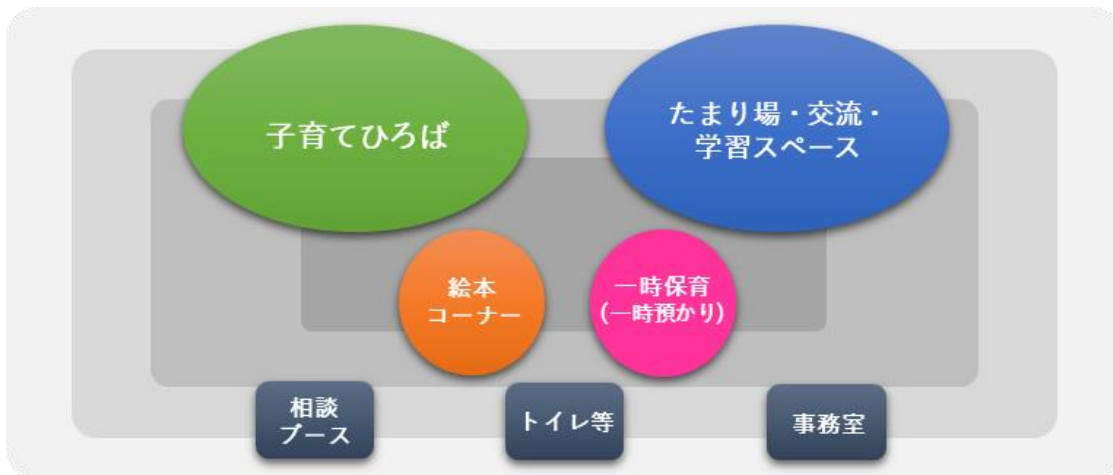 子育てひろば
たまり場・交流・
学習スペース
絵本
コーナー
一時保育
(一時預かり)
相談
ブース
トイレ等
事務室